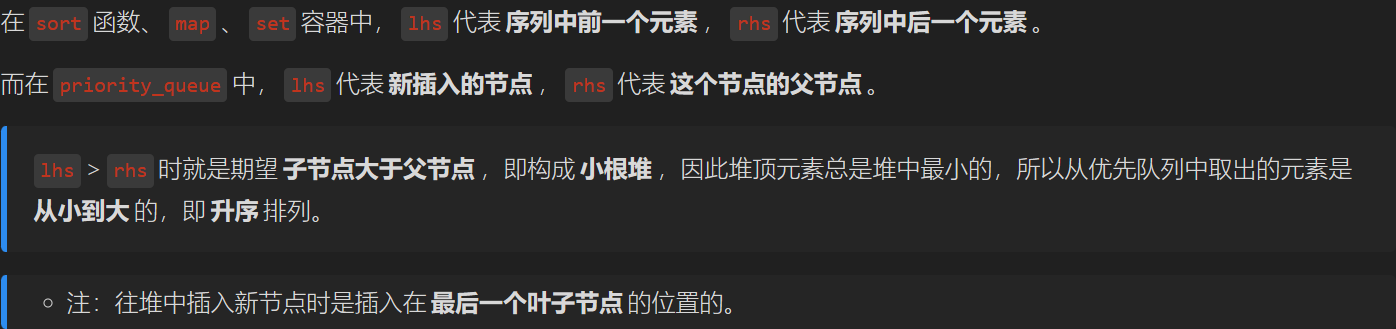 在 sort 函数、 map 、 set 容器中， lhs 代表 序列中前一个元素 ， rhs 代表 序列中后一个元素 。
而在 priority_queue 中， lhs 代表 新插入的节点 ， rhs 代表 这个节点的父节点 。
lhs > rhs 时就是期望 子节点大于父节点 ，即构成 小根堆 ，因此堆顶元素总是堆中最小的，所以从优先队列中取出的元素是
从小到大 的，即 升序 排列。
注：往堆中插入新节点时是插入在 最后一个叶子节点 的位置的。